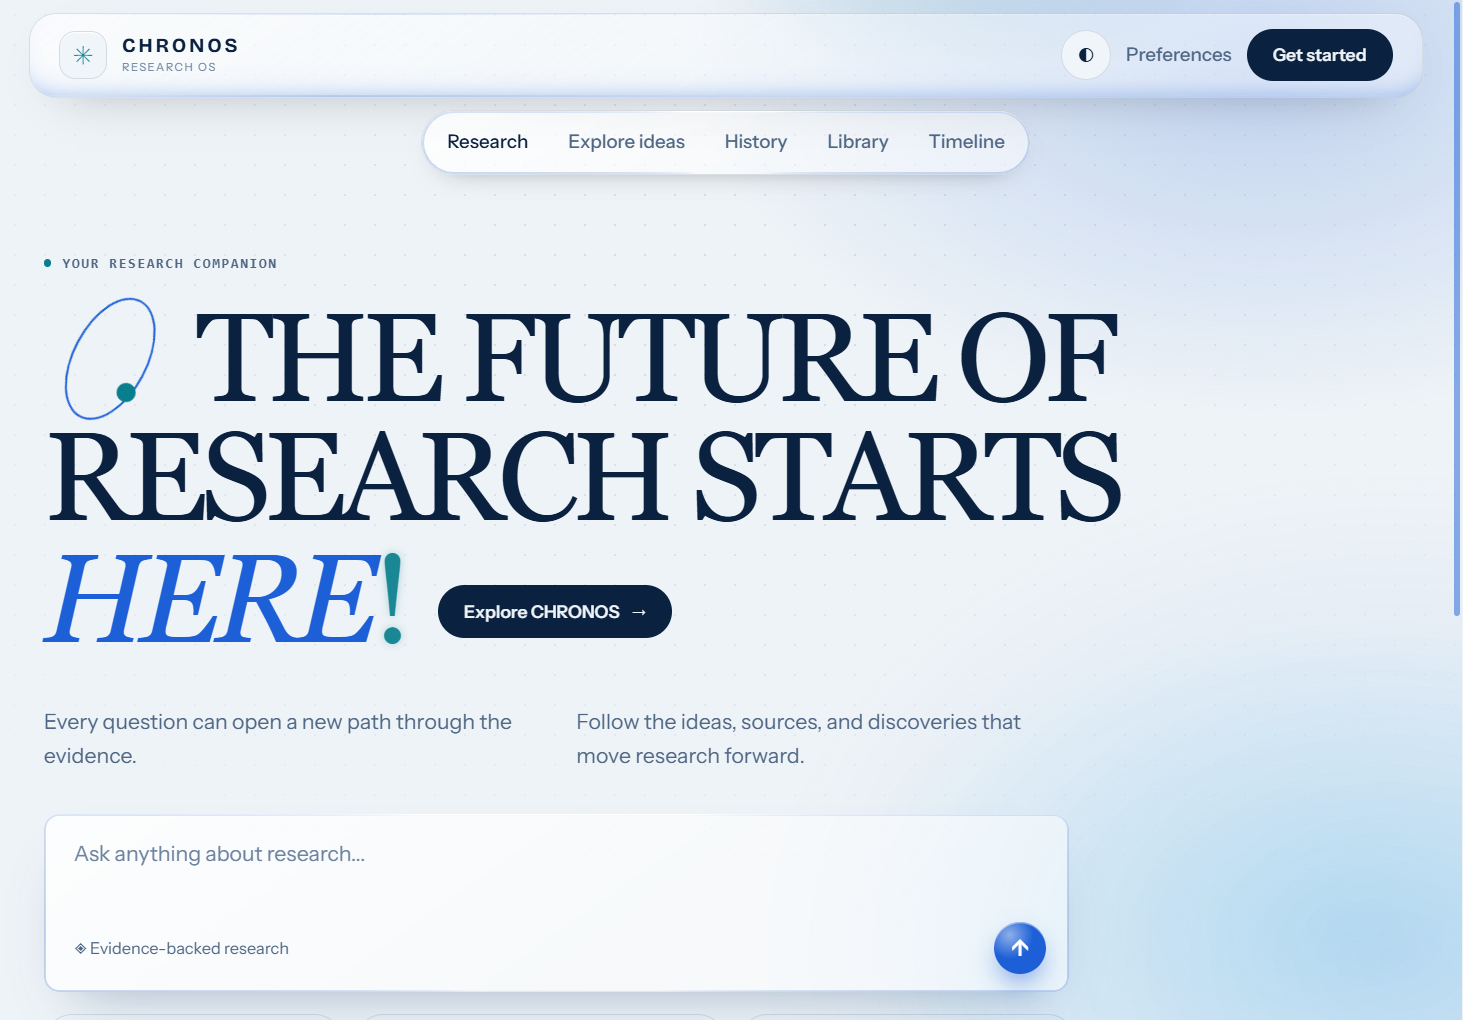 CHRONOS
RESEARCH OS
Preferences
Get started
Research
Explore ideas
History
Library
Timeline
YOUR RESEARCH COMPANION
THE FUTURE OF
RESEARCH STARTS
HERE!
Explore CHRONOS →
Every question can open a new path through the
evidence.
Follow the ideas, sources, and discoveries that
move research forward.
Ask anything about research...
Evidence-backed research